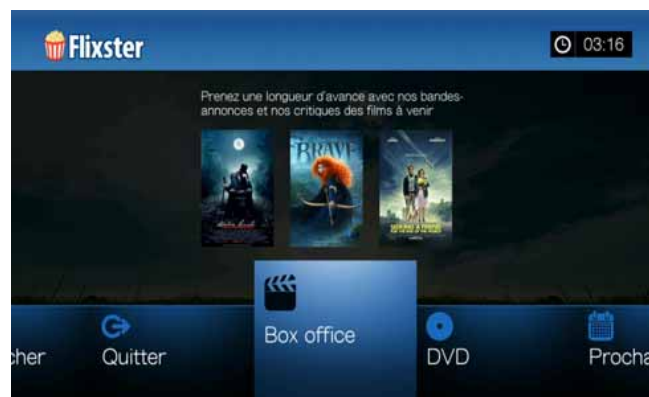 Flixster
03:16
Prenez une longueur d'avance avec nos bandes-
annonces et nos critiques des films à venir
BRAVE
cher
Quitter
Box office
DVD
Procha